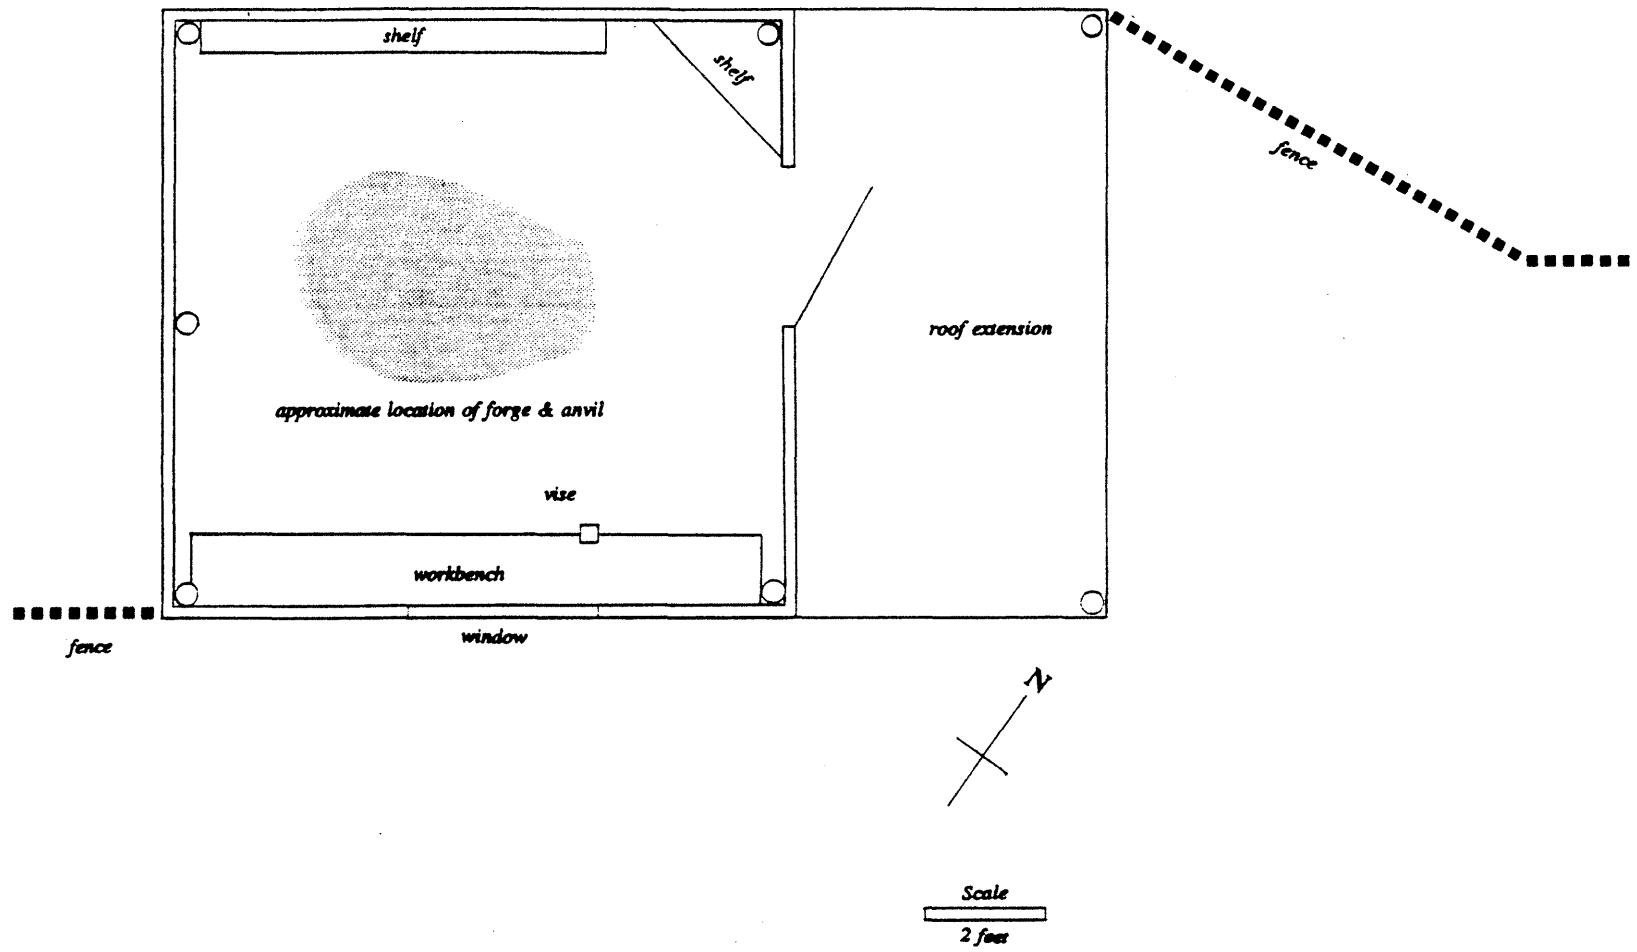 shelf
shelf
fence
roof extension
approximate location of forge & anvil
vise
workbench
window
fence
N
Scale
2 feet